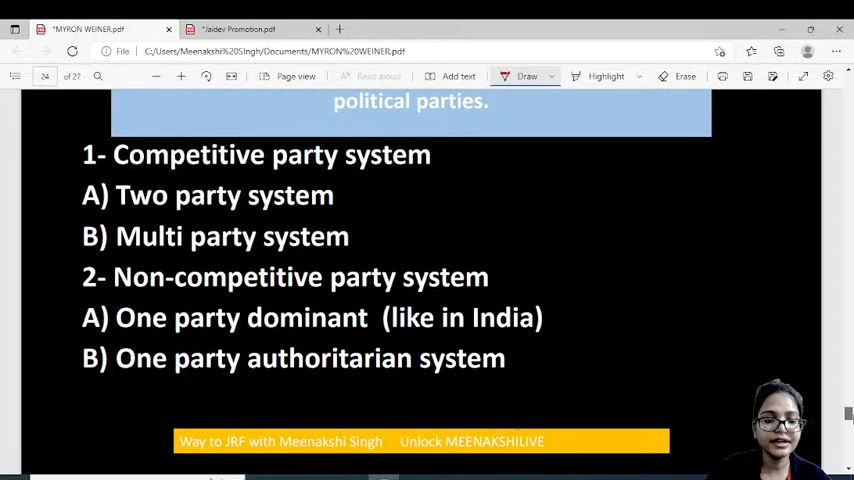 *MYRON WEINER.pdf
*Jaidev Promotion.pdf
File
C:/Users/Meenakshi%20SIngh/Documents/MYRON%20WEINER.pdf
24 of 27
Page view
Read aloud
Add text
Draw
Highlight
Erase
political parties.
1- Competitive party system
A) Two party system
B) Multi party system
2- Non-competitive party system
A) One party dominant (like in India)
B) One party authoritarian system
Way to JRF with Meenakshi Singh Unlock MEENAKSHILIVE